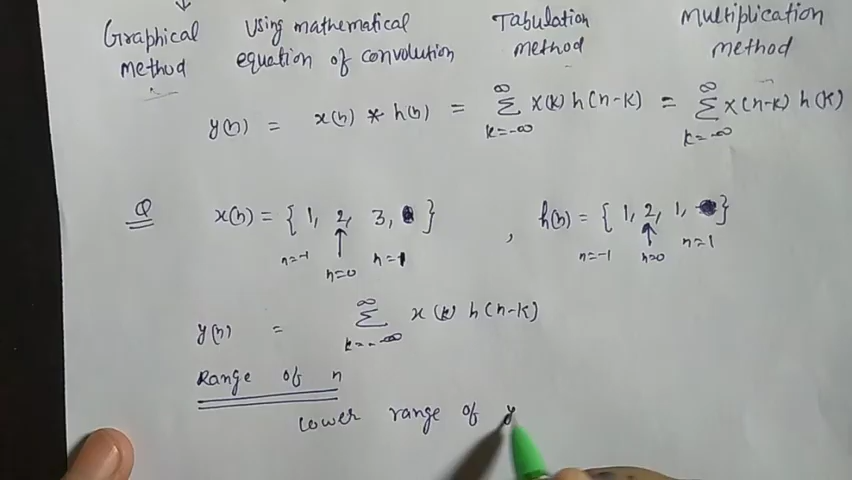 Graphical method
Using mathematical equation of convolution
Tabulation method
Multiplication method
y(n) = x(n) * h(n) = ∞ Σ k=-∞ x(k) h(n-k) = ∞ Σ k=-∞ x(n-k) h(k)
Q x(n) = { 1, 2, 3, } , h(n) = { 1, 2, 1, }
n=-1 n=0 n=1 n=-1 n=0 n=1
y(n) = ∞ Σ k=-∞ x(k) h(n-k)
Range of n
Lower range of y